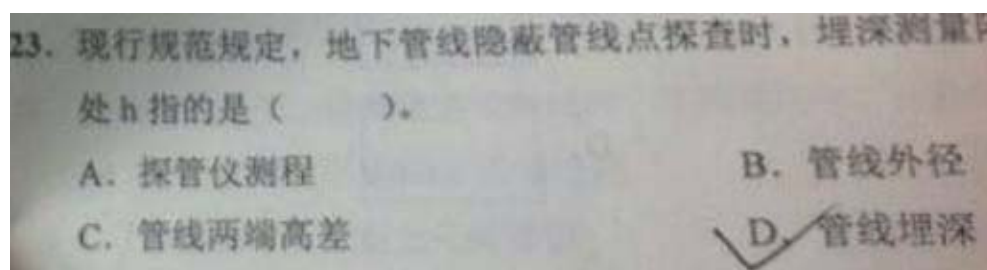 23. 现行规范规定，地下管线隐蔽管线点探查时，埋深测量
处 h 指的是（ ）。
A. 探管仪测程 B. 管线外径
C. 管线两端高差 D. 管线埋深